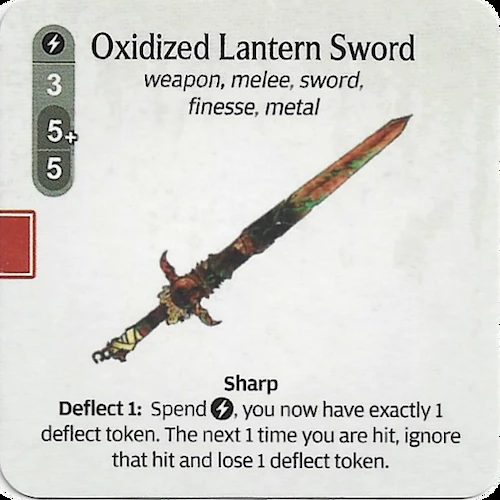 Oxidized Lantern Sword
weapon, melee, sword,
finesse, metal
3
5+
5
Sharp
Deflect 1: Spend , you now have exactly 1
deflect token. The next 1 time you are hit, ignore
that hit and lose 1 deflect token.